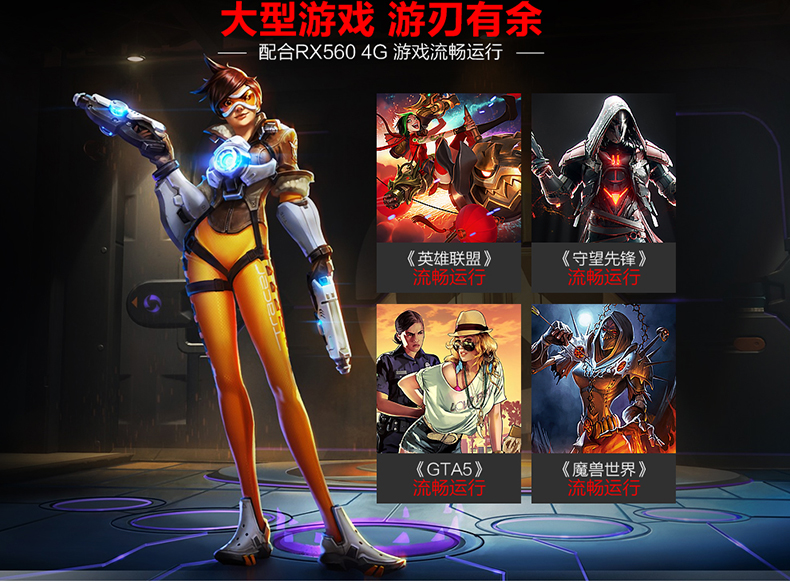 大型游戏 游刃有余
配合RX560 4G 游戏流畅运行
《英雄联盟》
流畅运行
《守望先锋》
流畅运行
《GTA5》
流畅运行
《魔兽世界》
流畅运行